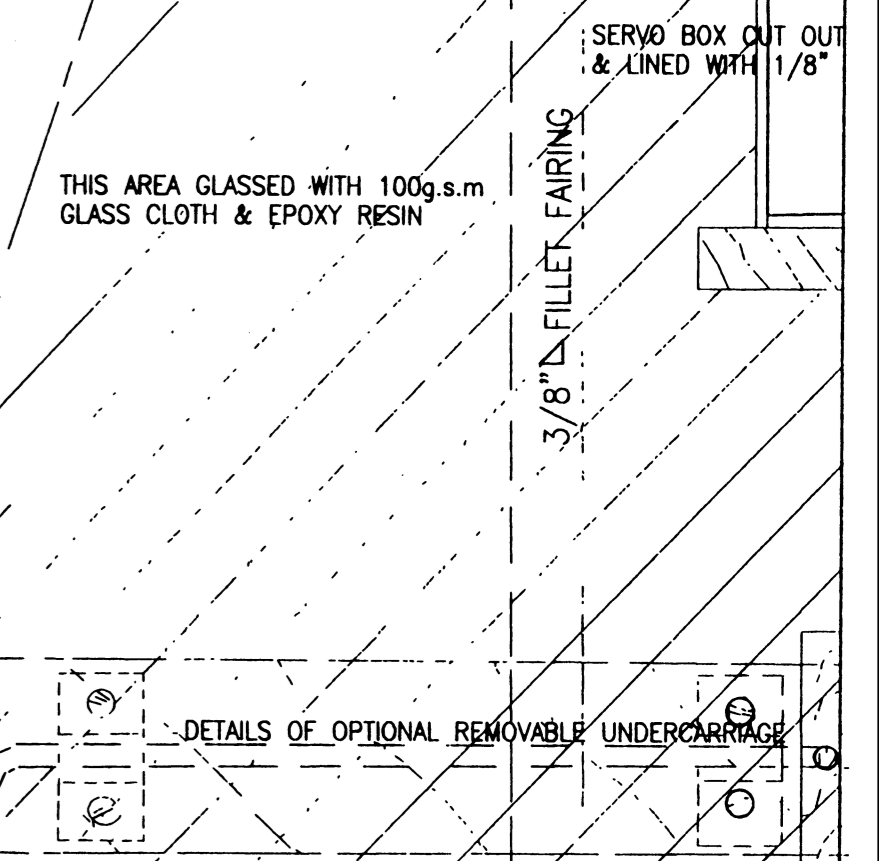 SERVO BOX CUT OUT
& LINED WITH 1/8"
THIS AREA GLASSED WITH 100g.s.m
GLASS CLOTH & EPOXY RESIN
3/8" FILLET FAIRING
DETAILS OF OPTIONAL REMOVABLE UNDERCARRIAGE